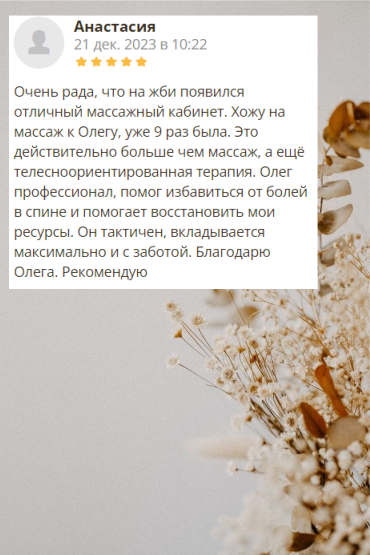 Анастасия
21 дек. 2023 в 10:22
Очень рада, что на жби появился
отличный массажный кабинет. Хожу на
массаж к Олегу, уже 9 раз была. Это
действительно больше чем массаж, а ещё
телесноориентированная терапия. Олег
профессионал, помог избавиться от болей
в спине и помогает восстановить мои
ресурсы. Он тактичен, вкладывается
максимально и с заботой. Благодарю
Олега. Рекомендую